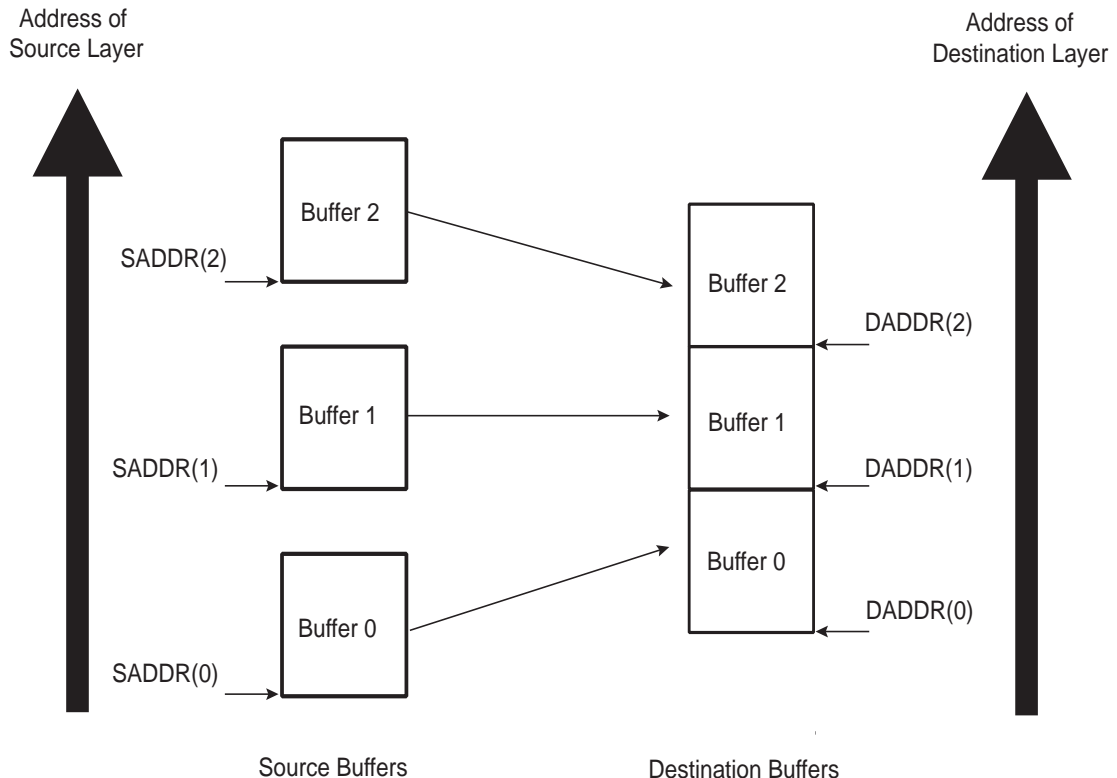 Address of
Source Layer
Address of
Destination Layer
Buffer 2
SADDR(2)
Buffer 2
DADDR(2)
Buffer 1
Buffer 1
SADDR(1)
DADDR(1)
Buffer 0
Buffer 0
DADDR(0)
SADDR(0)
Source Buffers
Destination Buffers